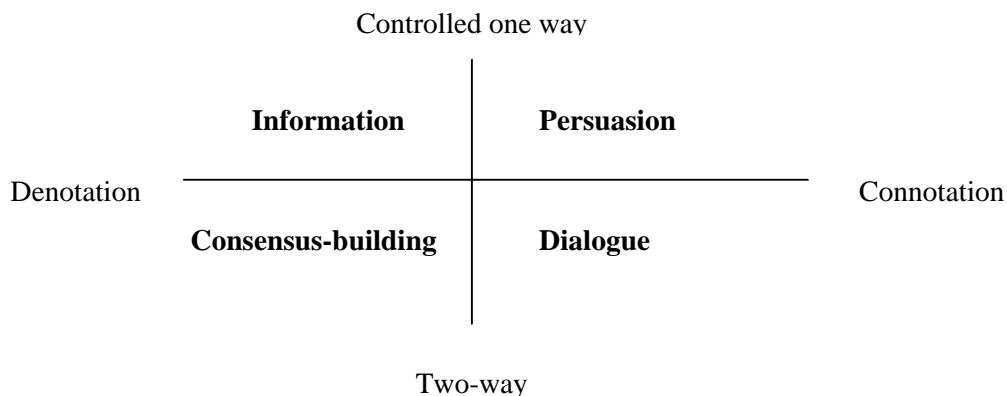 Controlled one way
Information Persuasion
Denotation Connotation
Consensus-building Dialogue
Two-way